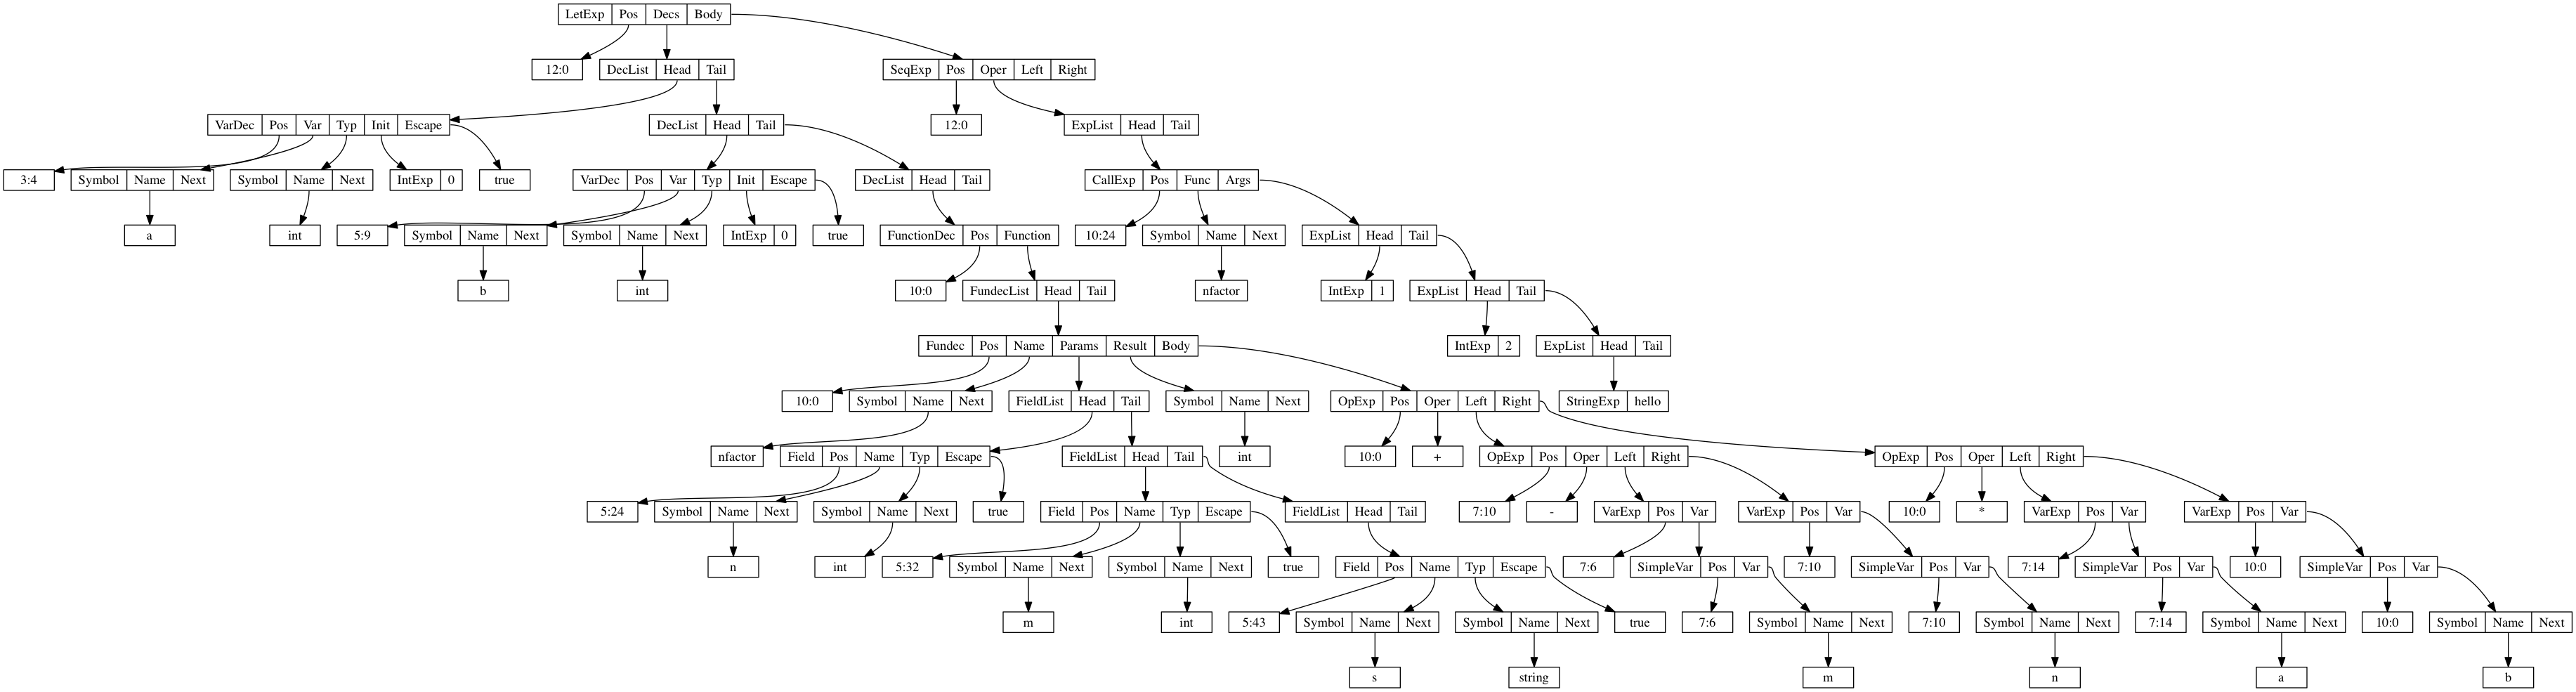 LetExp Pos Decs Body
12:0 DecList Head Tail SeqExp Pos Oper Left Right
VarDec Pos Var Typ Init Escape DecList Head Tail 12:0 ExpList Head Tail
3:4 Symbol Name Next Symbol Name Next IntExp 0 true VarDec Pos Var Typ Init Escape DecList Head Tail CallExp Pos Func Args
a int 5:9 Symbol Name Next Symbol Name Next IntExp 0 true FunctionDec Pos Function 10:24 Symbol Name Next ExpList Head Tail
b int 10:0 FundecList Head Tail nfactor IntExp 1 ExpList Head Tail
Fundec Pos Name Params Result Body IntExp 2 ExpList Head Tail
10:0 Symbol Name Next FieldList Head Tail Symbol Name Next OpExp Pos Oper Left Right StringExp hello
nfactor Field Pos Name Typ Escape FieldList Head Tail int 10:0 + OpExp Pos Oper Left Right OpExp Pos Oper Left Right
5:24 Symbol Name Next Symbol Name Next true Field Pos Name Typ Escape FieldList Head Tail 7:10 - VarExp Pos Var VarExp Pos Var 10:0 * VarExp Pos Var VarExp Pos Var
n int 5:32 Symbol Name Next Symbol Name Next true Field Pos Name Typ Escape 7:6 SimpleVar Pos Var 7:10 SimpleVar Pos Var 7:14 SimpleVar Pos Var 10:0 SimpleVar Pos Var
m int 5:43 Symbol Name Next Symbol Name Next true 7:6 Symbol Name Next 7:10 Symbol Name Next 7:14 Symbol Name Next 10:0 Symbol Name Next
s string m n a b